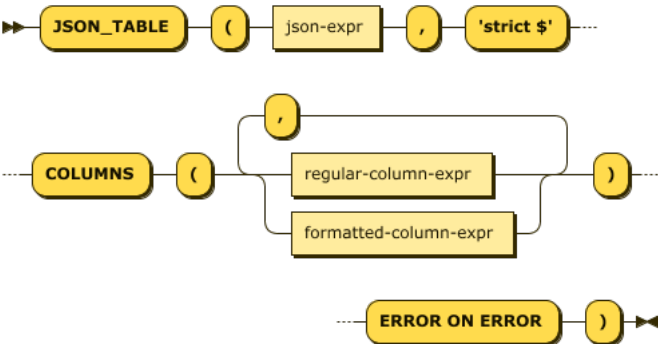 JSON_TABLE ( json-expr , 'strict $'
,
COLUMNS ( regular-column-expr )
formatted-column-expr
ERROR ON ERROR )